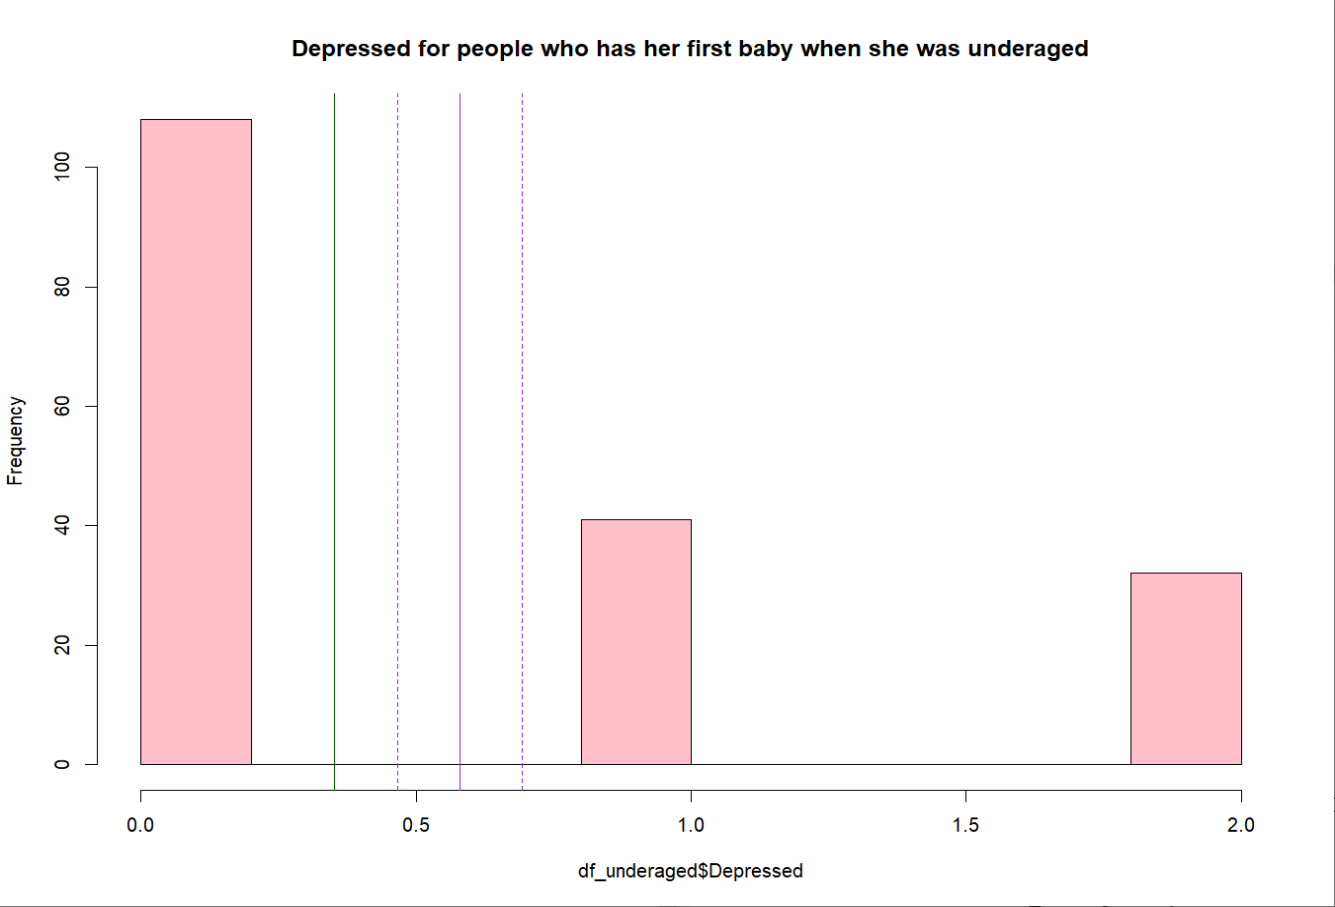 Depressed for people who has her first baby when she was underaged
Frequency
100
80
60
40
20
0
0.0 0.5 1.0 1.5 2.0
df_underaged$Depressed